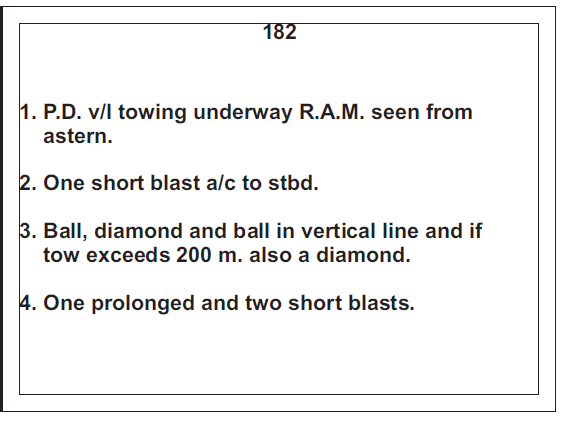 182
1. P.D. v/l towing underway R.A.M. seen from
astern.
2. One short blast a/c to stbd.
3. Ball, diamond and ball in vertical line and if
tow exceeds 200 m. also a diamond.
4. One prolonged and two short blasts.